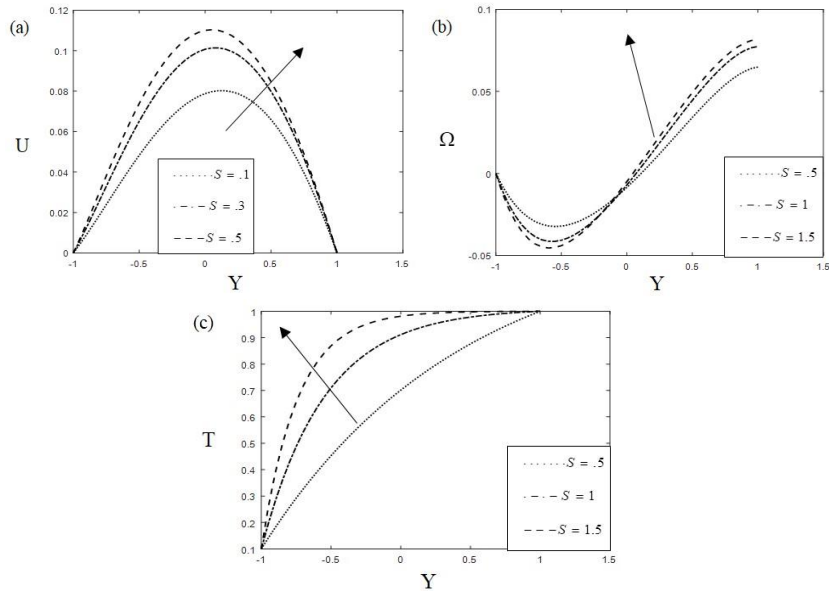 (a)
0.12
0.1
0.08
U
0.06
0.04
0.02
0
S = .1
S = .3
S = .5
-1
-0.5
0
0.5
1
1.5
Y
(b)
0.1
0.05
Ω
0
-0.05
S = .5
S = 1
S = 1.5
-1
-0.5
0
0.5
1
1.5
Y
(c)
1
0.9
0.8
0.7
T
0.6
0.5
0.4
0.3
0.2
0.1
S = .5
S = 1
S = 1.5
-1
-0.5
0
0.5
1
1.5
Y